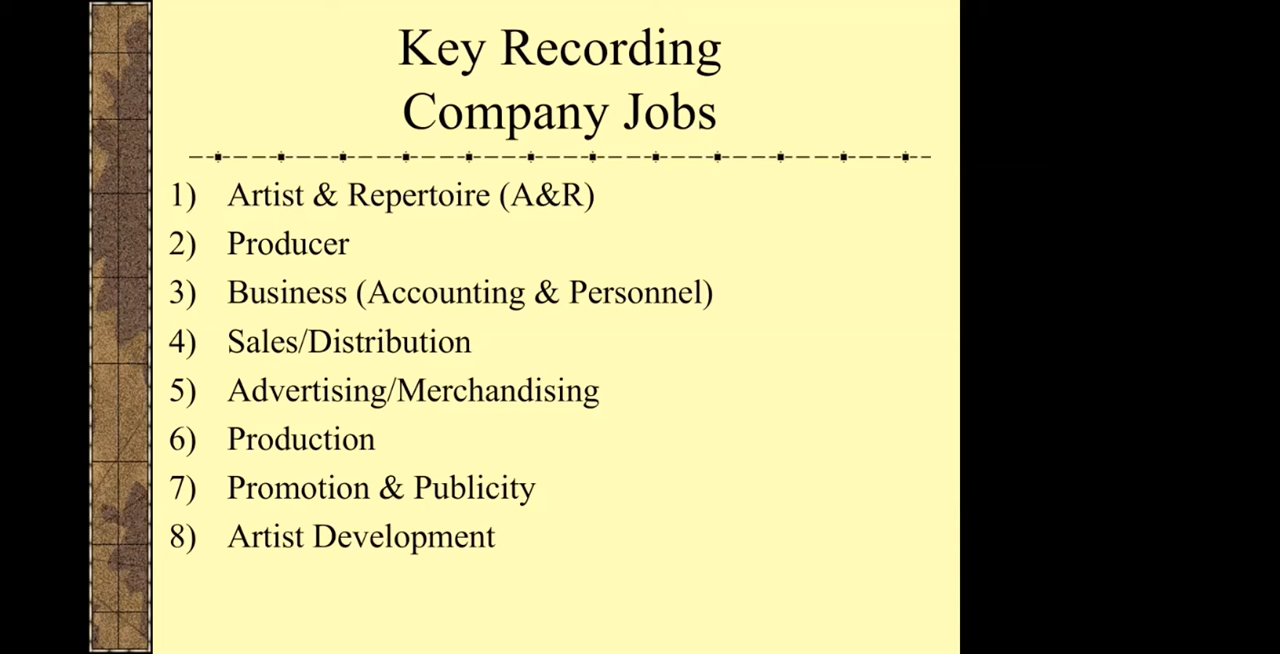 Key Recording
Company Jobs
1) Artist & Repertoire (A&R)
2) Producer
3) Business (Accounting & Personnel)
4) Sales/Distribution
5) Advertising/Merchandising
6) Production
7) Promotion & Publicity
8) Artist Development